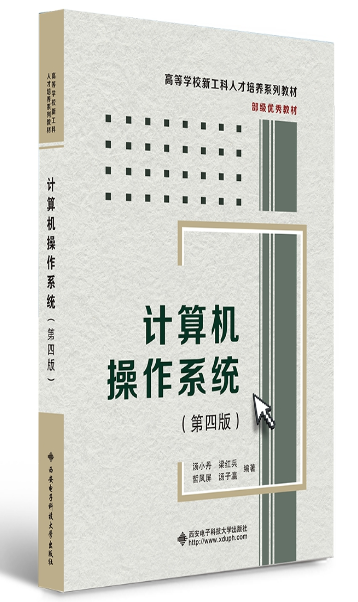 高等学校新工科人才培养系列教材
部级优秀教材
计算机
操作系统
(第四版)
汤小丹 梁红兵
哲凤屏 汤子瀛 编著
西安电子科技大学出版社
http://www.xduph.com
高等学校新工科
人才培养系列教材
计算机操作系统(第四版)
西安电子科技大学出版社